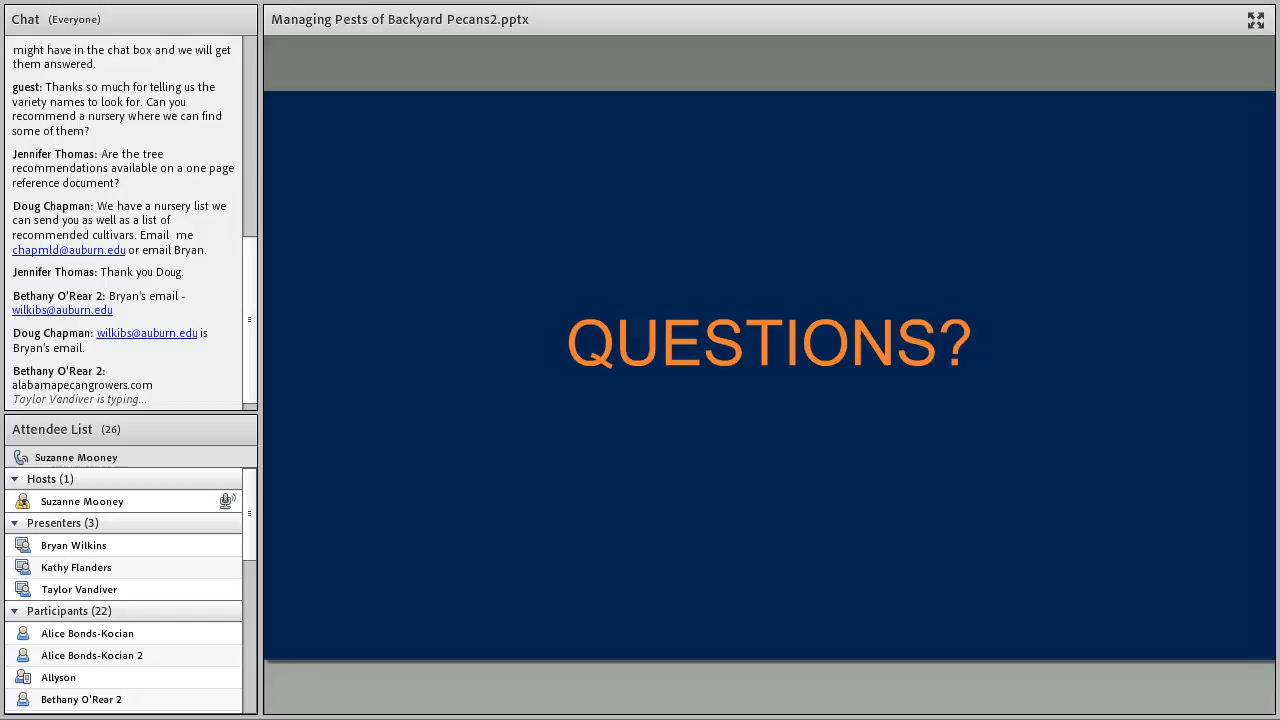 Chat (Everyone)
might have in the chat box and we will get
them answered.
guest: Thanks so much for telling us the
variety names to look for. Can you
recommend a nursery where we can find
some of them?
Jennifer Thomas: Are the tree
recommendations available on a one page
reference document?
Doug Chapman: We have a nursery list we
can send you as well as a list of
recommended cultivars. Email me
chapmld@auburn.edu or email Bryan.
Jennifer Thomas: Thank you Doug.
Bethany O'Rear 2: Bryan's email -
wilkibs@auburn.edu
Doug Chapman: wilkibs@auburn.edu is
Bryan's email.
Bethany O'Rear 2:
alabamapecangrowers.com
Taylor Vandiver is typing...
Attendee List (26)
Suzanne Mooney
Hosts (1)
Suzanne Mooney
Presenters (3)
Bryan Wilkins
Kathy Flanders
Taylor Vandiver
Participants (22)
Alice Bonds-Kocian
Alice Bonds-Kocian 2
Allyson
Bethany O'Rear 2
Managing Pests of Backyard Pecans2.pptx
QUESTIONS?